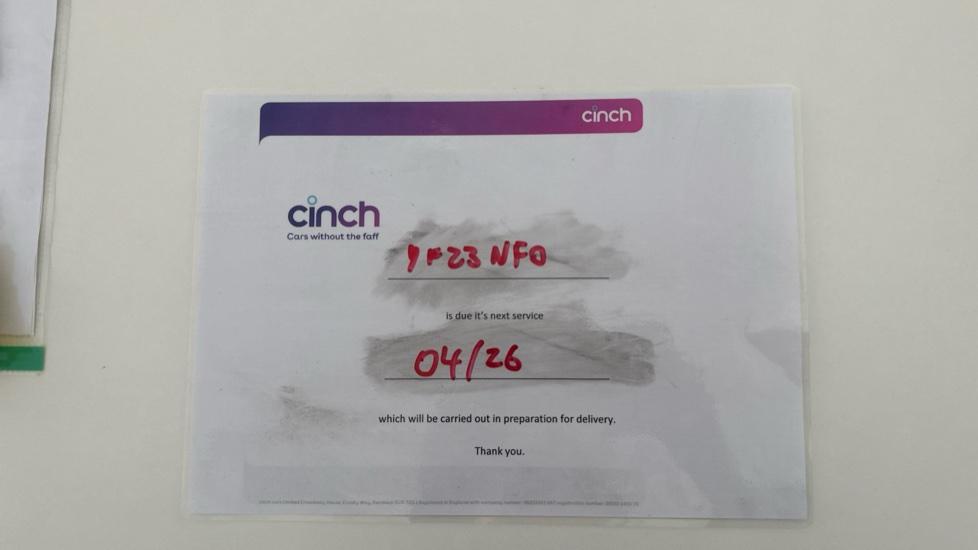 cinch
cinch
Cars without the faff
YF23 NFO
is due it's next service
04/26
which will be carried out in preparation for delivery.
Thank you.